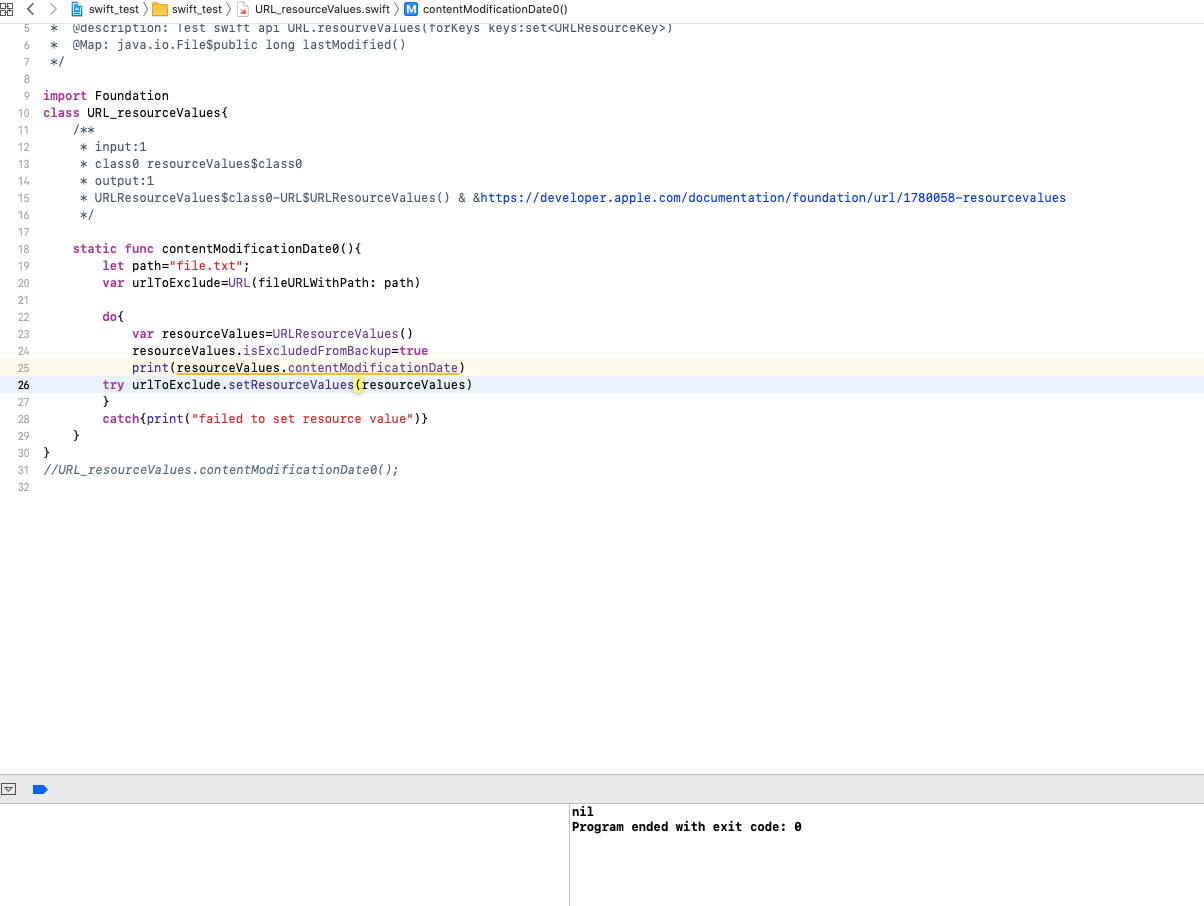 swift_test 〉 swift_test 〉 URL_resourceValues.swift 〉 M contentModificationDate0()
5 * @description: Test swift api URL.resourveValues(forKeys keys:set<URLResourceKey>)
6 * @Map: java.io.File$public long lastModified()
7 */
8
9 import Foundation
10 class URL_resourceValues{
11 /**
12 * input:1
13 * class0 resourceValues$class0
14 * output:1
15 * URLResourceValues$class0-URL$URLResourceValues() & &https://developer.apple.com/documentation/foundation/url/1780058-resourcevalues
16 */
17
18 static func contentModificationDate0(){
19 let path="file.txt";
20 var urlToExclude=URL(fileURLWithPath: path)
21
22 do{
23 var resourceValues=URLResourceValues()
24 resourceValues.isExcludedFromBackup=true
25 print(resourceValues.contentModificationDate)
26 try urlToExclude.setResourceValues(resourceValues)
27 }
28 catch{print("failed to set resource value")}
29 }
30 }
31 //URL_resourceValues.contentModificationDate0();
32
nil
Program ended with exit code: 0